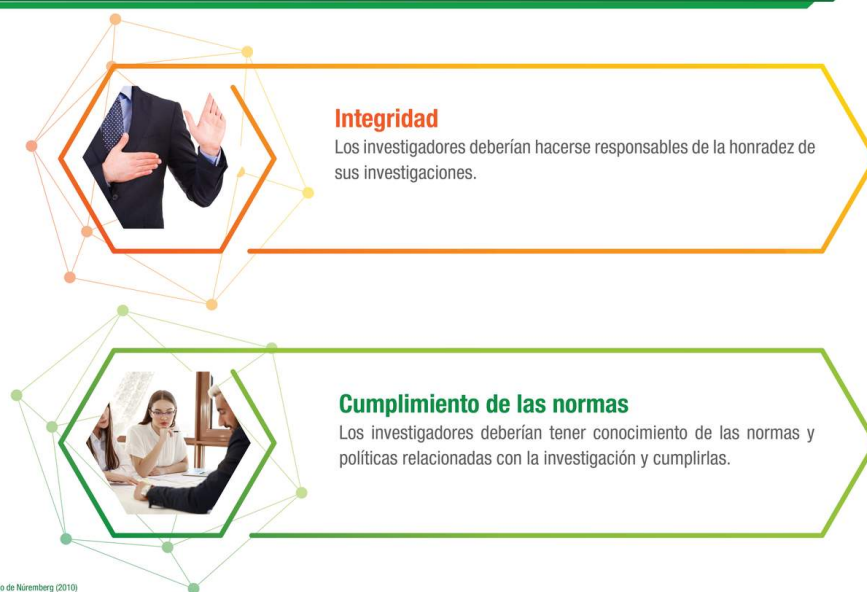 Integridad
Los investigadores deberían hacerse responsables de la honradez de
sus investigaciones.
Cumplimiento de las normas
Los investigadores deberían tener conocimiento de las normas y
políticas relacionadas con la investigación y cumplirlas.
o de Núremberg (2010)